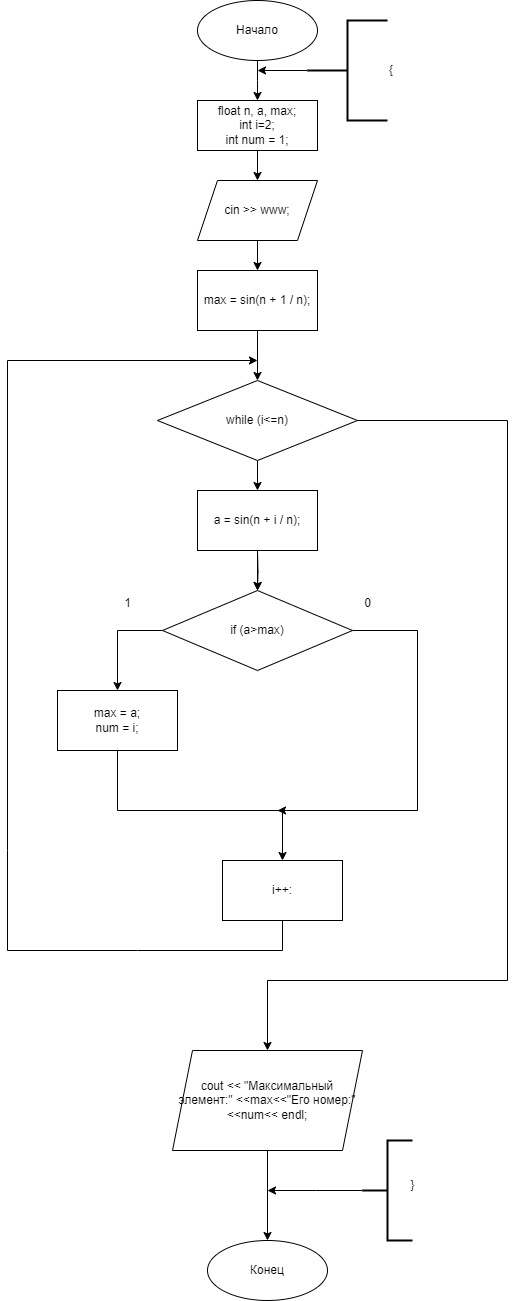 Начало
{
float n, a, max;
int i=2;
int num = 1;
cin >> www;
max = sin(n + 1 / n);
while (i<=n)
a = sin(n + i / n);
1
0
if (a>max)
max = a;
num = i;
i++:
cout << "Максимальный
элемент:" <<max<<"Его номер:"
<<num<< endl;
}
Конец